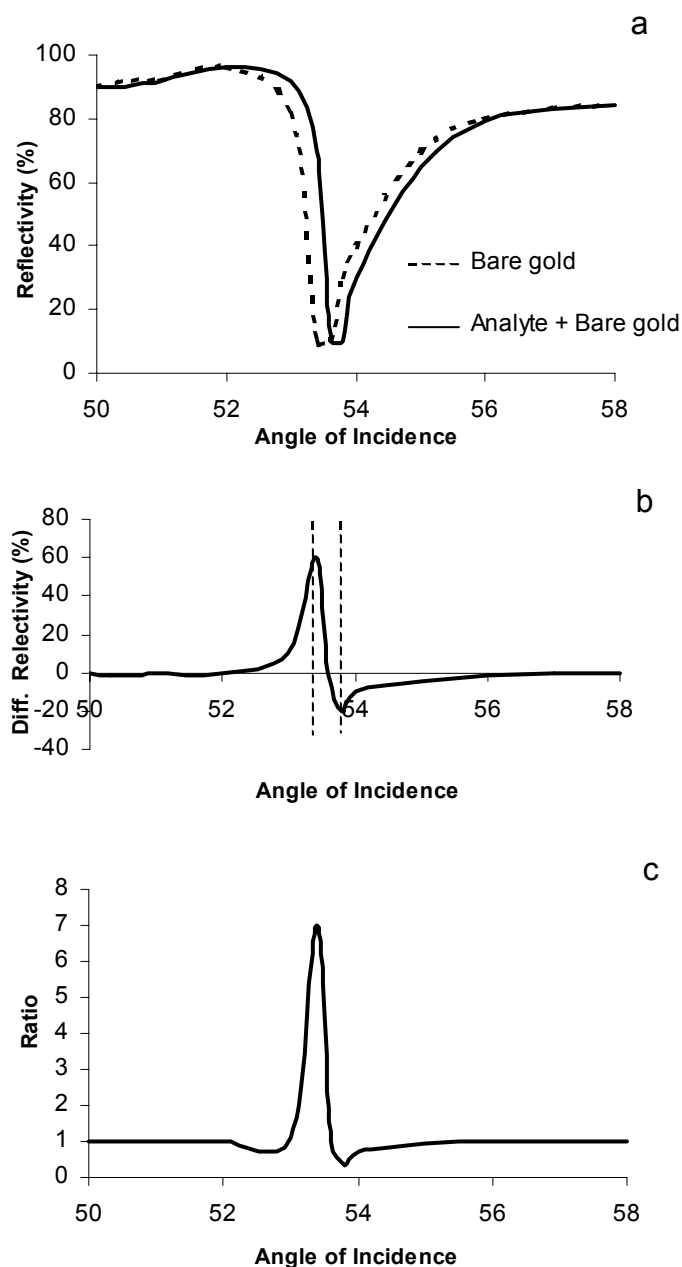 a
100
80
60
40
20
0
Reflectivity (%)
Bare gold
Analyte + Bare gold
50 52 54 56 58
Angle of Incidence
b
80
60
40
20
0
-20
-40
Diff. Relectivity (%)
50 52 54 56 58
Angle of Incidence
c
8
7
6
5
4
3
2
1
0
Ratio
50 52 54 56 58
Angle of Incidence